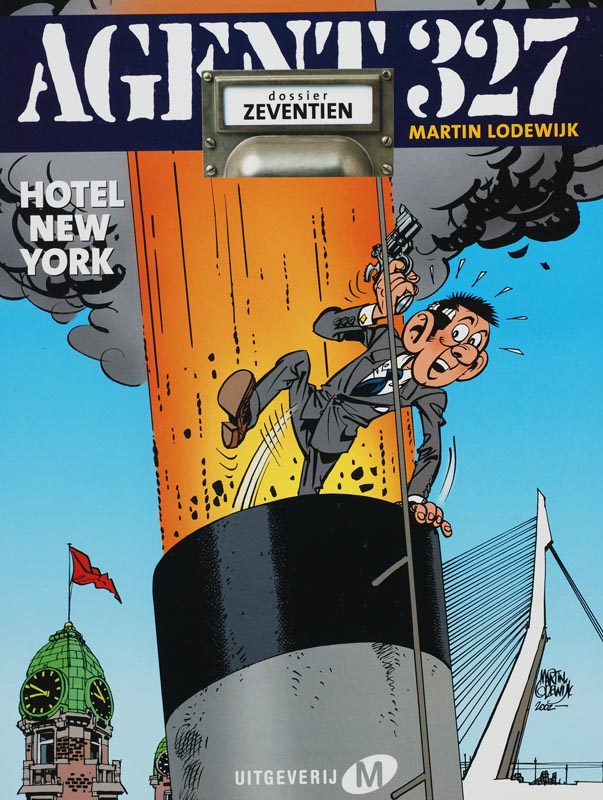 AGENT 327
dossier
ZEVENTIEN
MARTIN LODEWIJK
HOTEL
NEW
YORK
MARTIN
LODEWIJK
2002
UITGEVERIJ M